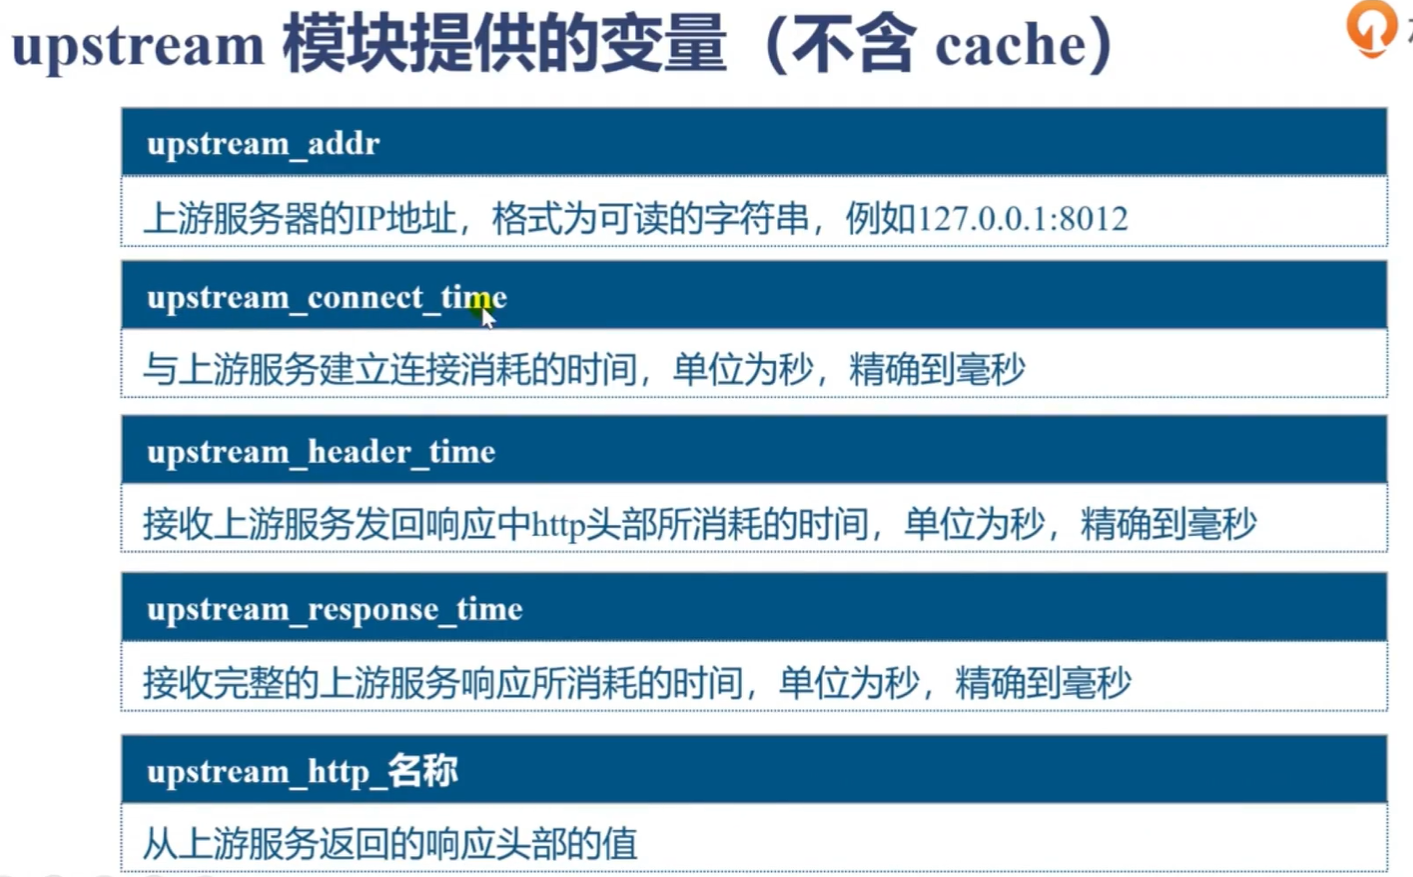 upstream 模块提供的变量（不含 cache）
upstream_addr
上游服务器的IP地址，格式为可读的字符串，例如127.0.0.1:8012
upstream_connect_time
与上游服务建立连接消耗的时间，单位为秒，精确到毫秒
upstream_header_time
接收上游服务发回响应中http头部所消耗的时间，单位为秒，精确到毫秒
upstream_response_time
接收完整的上游服务响应所消耗的时间，单位为秒，精确到毫秒
upstream_http_名称
从上游服务返回的响应头部的值